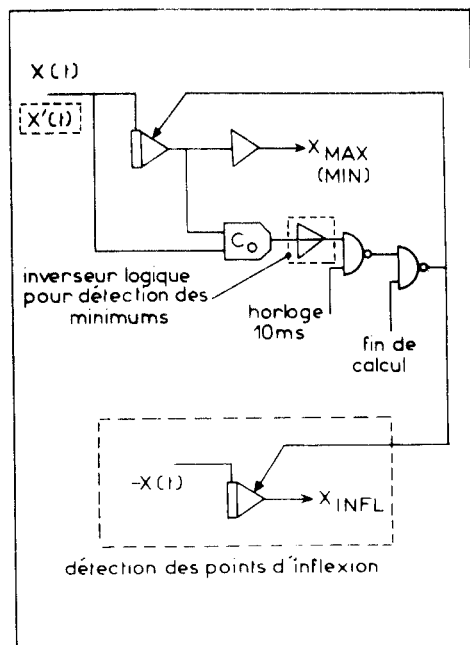 X(t)
X'(t)
X MAX
(MIN)
C₀
inverseur logique
pour détection des
minimums
horloge
10ms
fin de
calcul
-X(t)
X INFL
détection des points d'inflexion